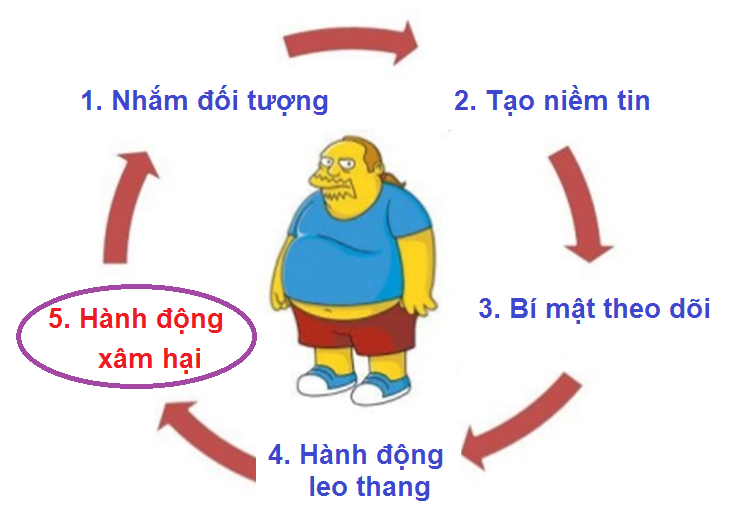 1. Nhắm đối tượng
2. Tạo niềm tin
3. Bí mật theo dõi
4. Hành động
leo thang
5. Hành động
xâm hại